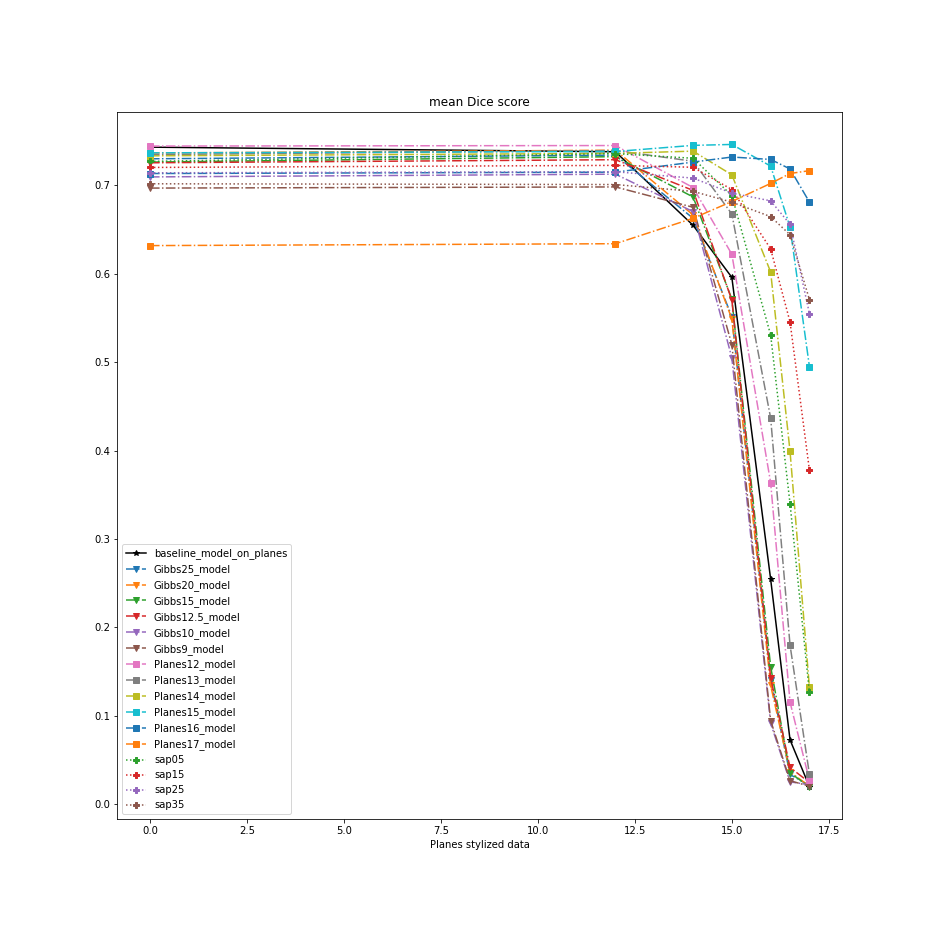 mean Dice score
0.7
0.6
0.5
0.4
0.3
0.2
0.1
0.0
baseline_model_on_planes
Gibbs25_model
Gibbs20_model
Gibbs15_model
Gibbs12.5_model
Gibbs10_model
Gibbs9_model
Planes12_model
Planes13_model
Planes14_model
Planes15_model
Planes16_model
Planes17_model
sap05
sap15
sap25
sap35
0.0 2.5 5.0 7.5 10.0 12.5 15.0 17.5
Planes stylized data